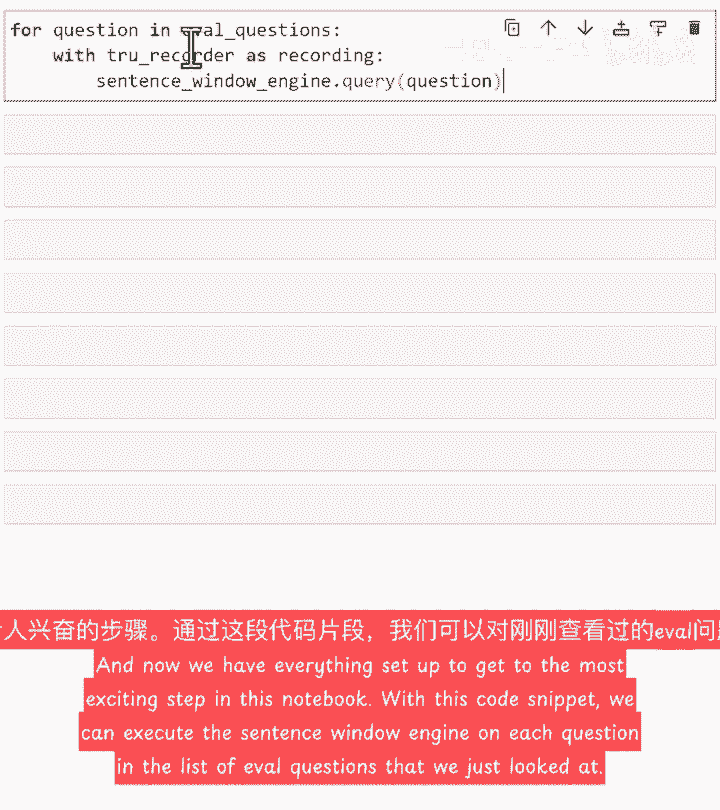 for question in eval_questions:
    with tru_recorder as recording:
        sentence_window_engine.query(question)
人兴奋的步骤。通过这段代码片段，我们可以对刚刚查看过的eval问
And now we have everything set up to get to the most
exciting step in this notebook. With this code snippet, we
can execute the sentence window engine on each question
in the list of eval questions that we just looked at.